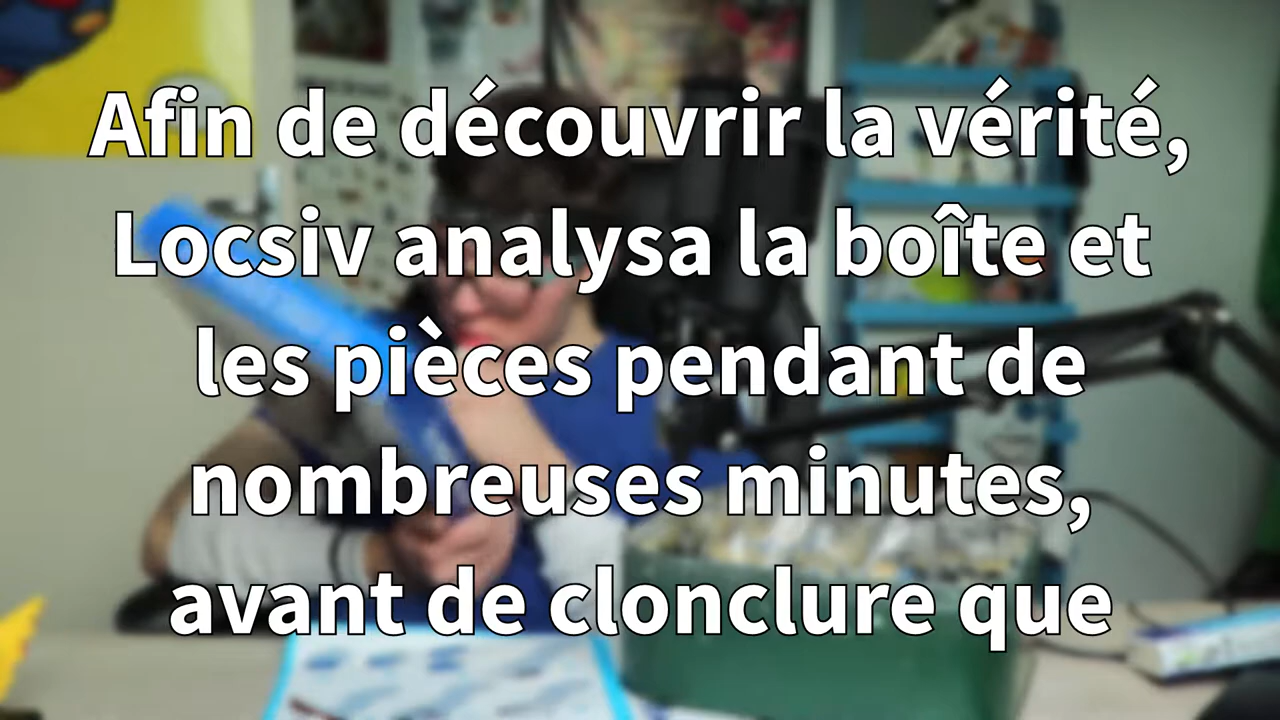 Afin de découvrir la vérité,
Locsiv analysa la boîte et
les pièces pendant de
nombreuses minutes,
avant de clonclure que